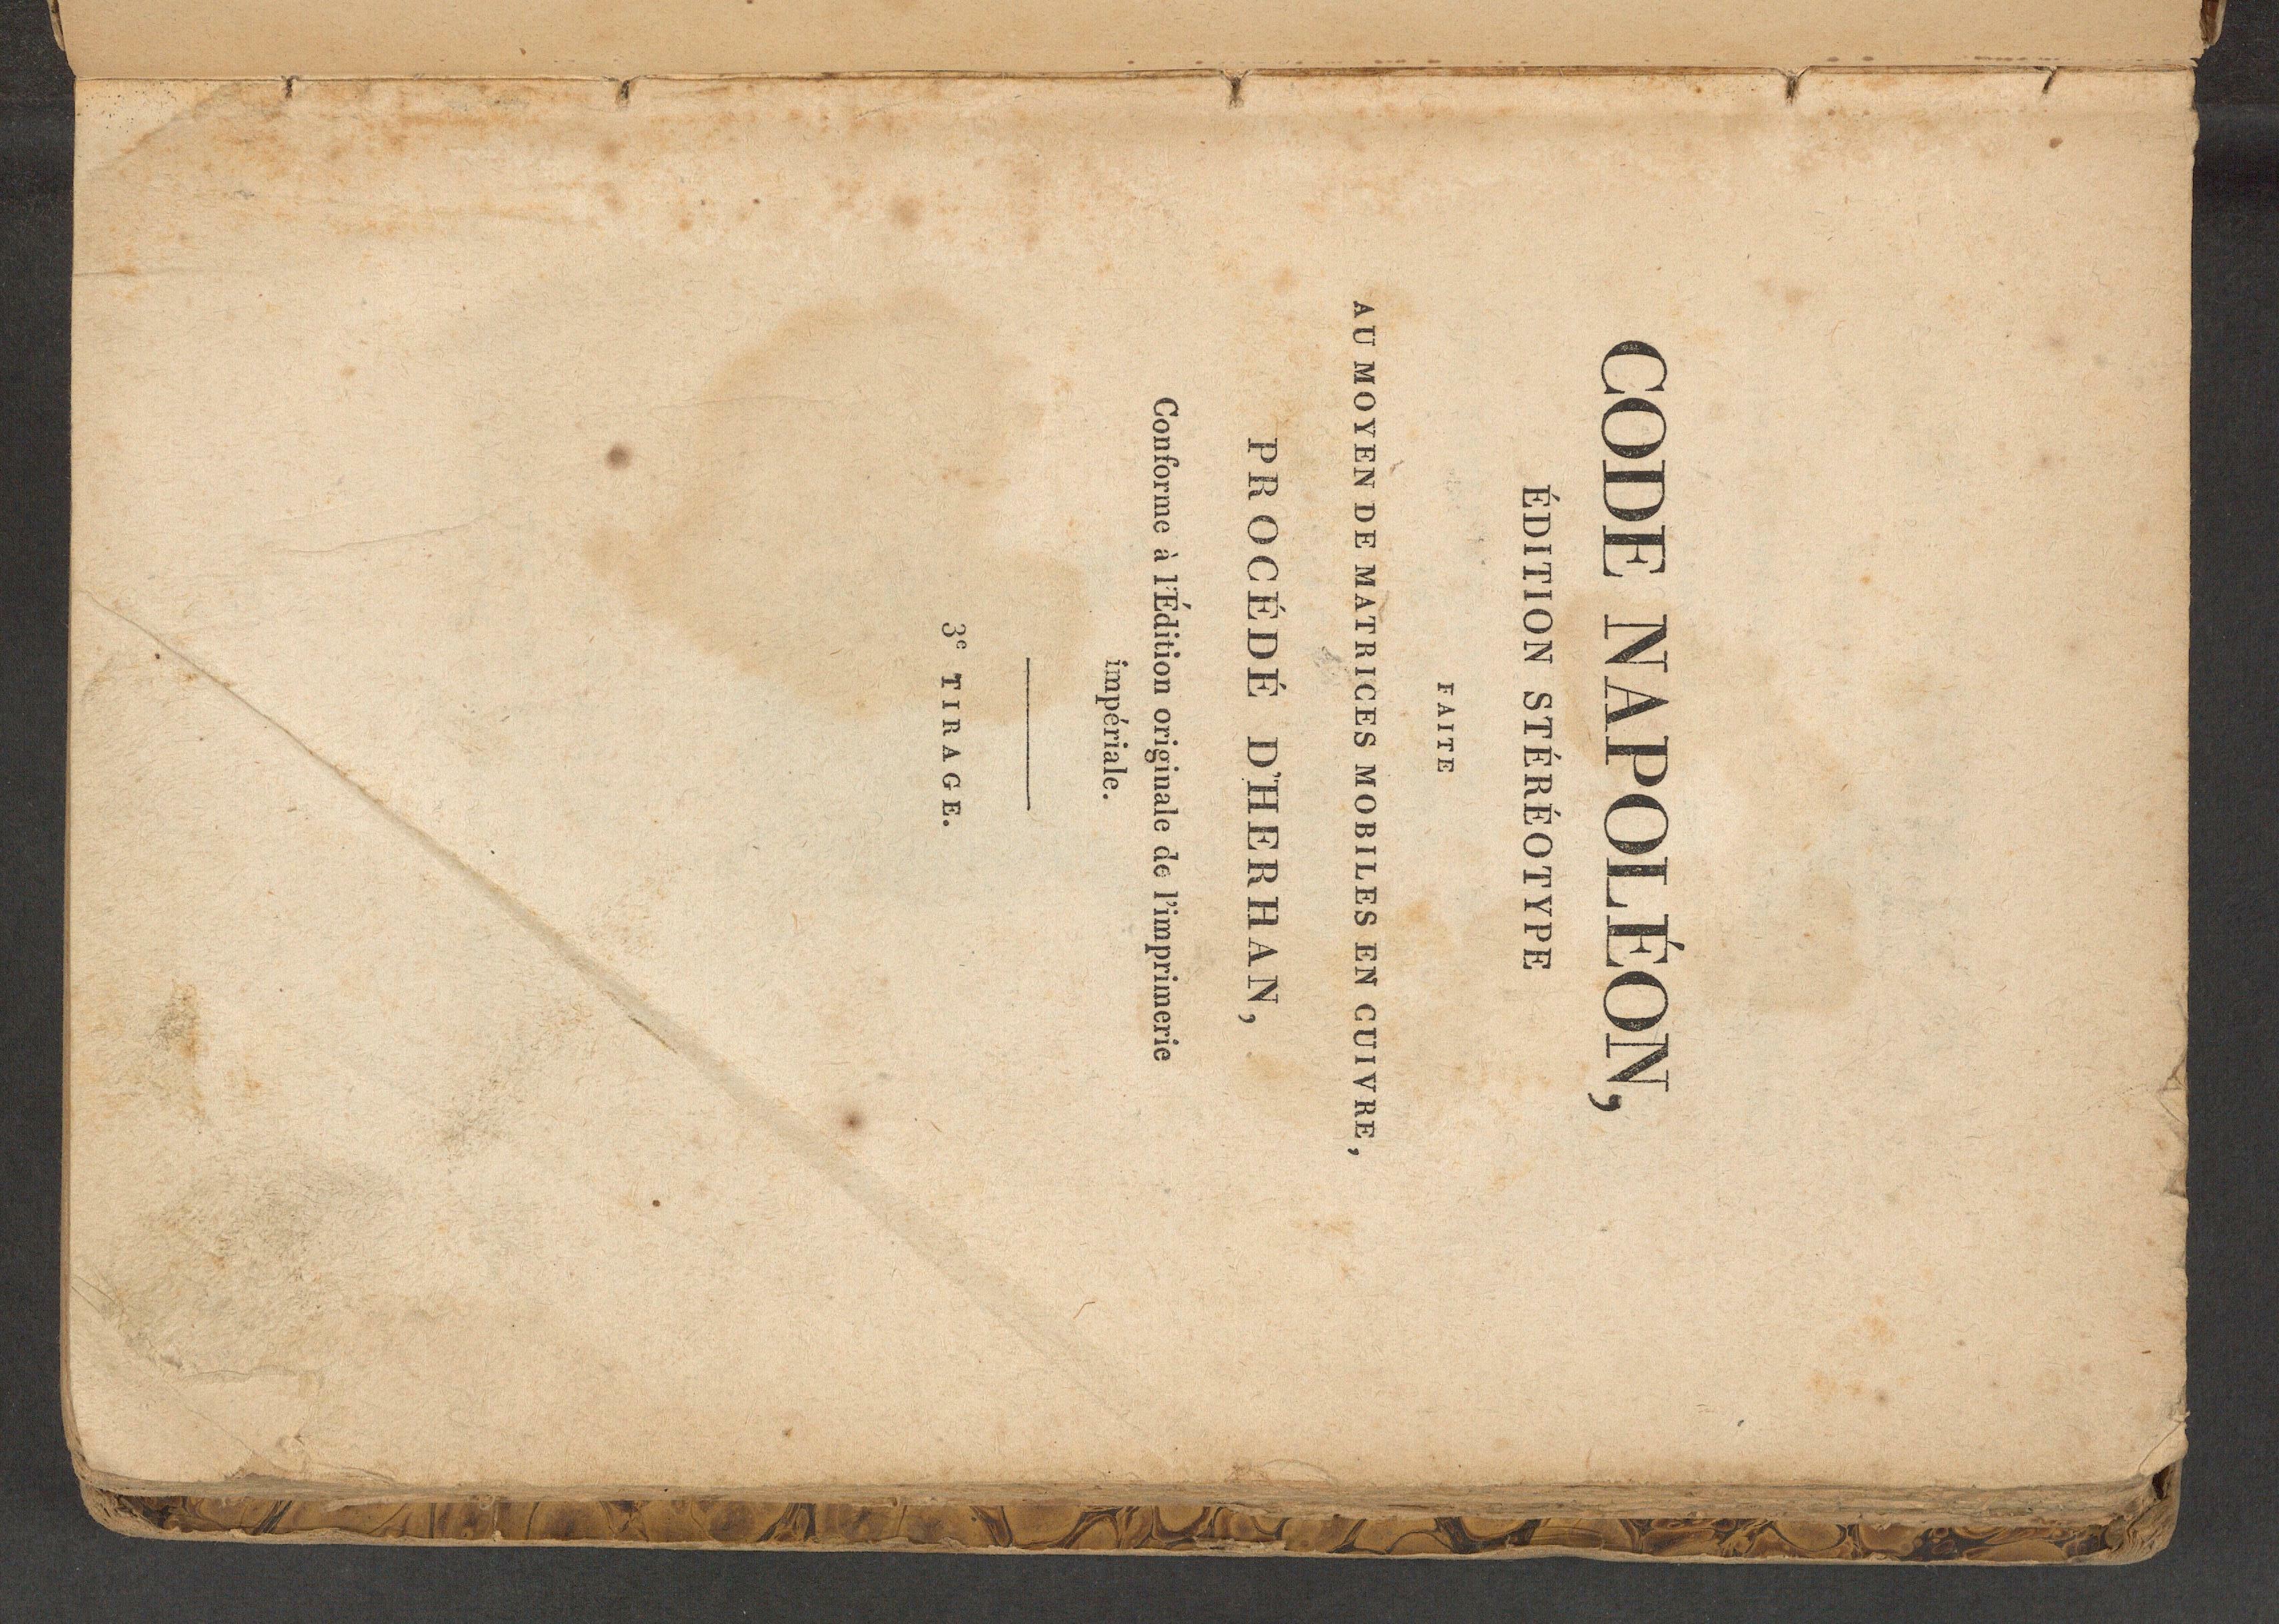 CODE NAPOLÉON,
ÉDITION STÉRÉOTYPE
FAITE
AU MOYEN DE MATRICES MOBILES EN CUIVRE,
PROCÉDÉ D'HERHAN,
Conforme à l'Édition originale de l'imprimerie
impériale.
3e TIRAGE.